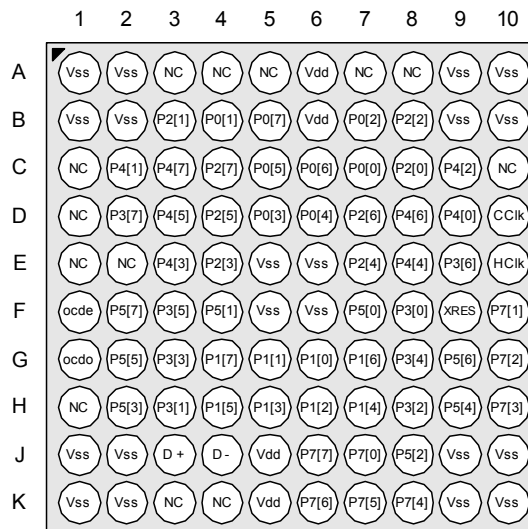 1 2 3 4 5 6 7 8 9 10
A Vss Vss NC NC NC Vdd NC NC Vss Vss
B Vss Vss P2[1] P0[1] P0[7] Vdd P0[2] P2[2] Vss Vss
C NC P4[1] P4[7] P2[7] P0[5] P0[6] P0[0] P2[0] P4[2] NC
D NC P3[7] P4[5] P2[5] P0[3] P0[4] P2[6] P4[6] P4[0] CClk
E NC NC P4[3] P2[3] Vss Vss P2[4] P4[4] P3[6] HClk
F ocde P5[7] P3[5] P5[1] Vss Vss P5[0] P3[0] XRES P7[1]
G ocdo P5[5] P3[3] P1[7] P1[1] P1[0] P1[6] P3[4] P5[6] P7[2]
H NC P5[3] P3[1] P1[5] P1[3] P1[2] P1[4] P3[2] P5[4] P7[3]
J Vss Vss D + D - Vdd P7[7] P7[0] P5[2] Vss Vss
K Vss Vss NC NC Vdd P7[6] P7[5] P7[4] Vss Vss